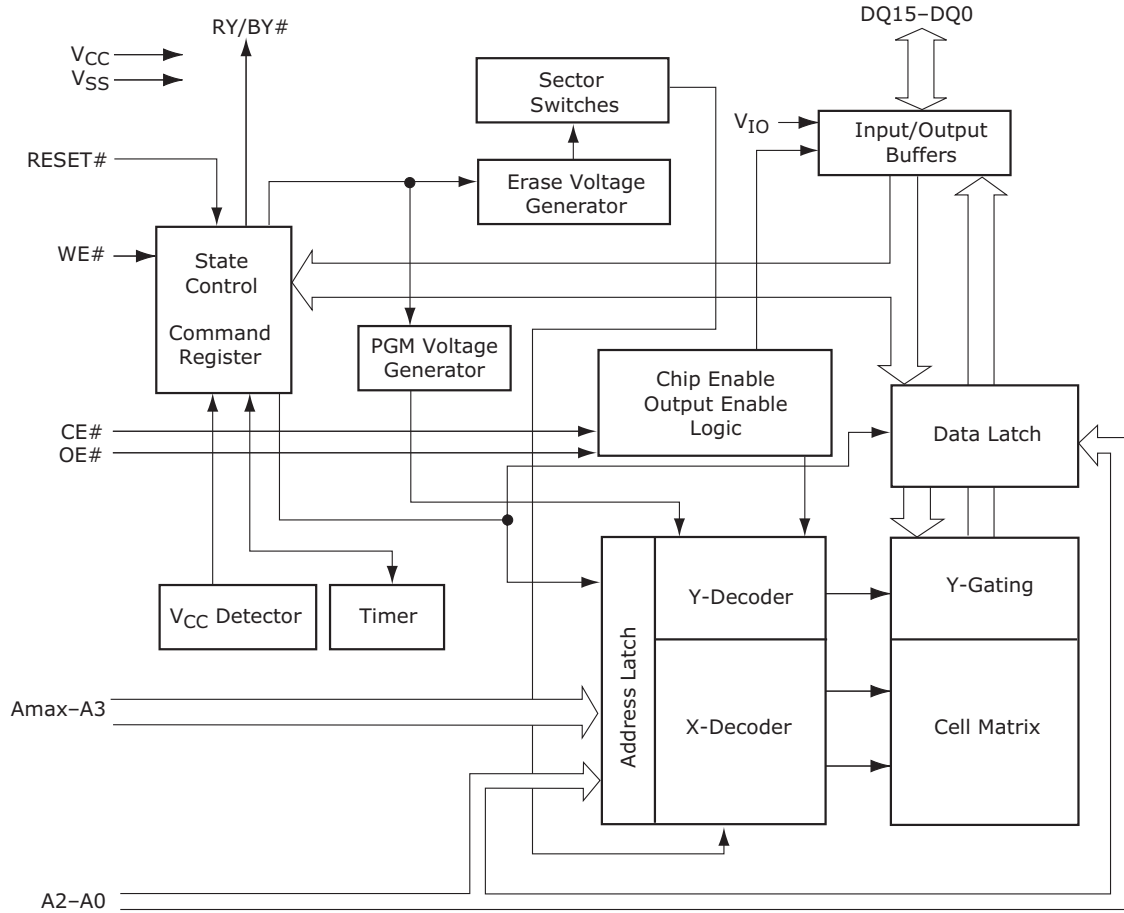 RY/BY#
DQ15–DQ0
VCC
VSS
Sector
Switches
VIO
Input/Output
Buffers
RESET#
Erase Voltage
Generator
WE#
State
Control
Command
Register
PGM Voltage
Generator
Chip Enable
Output Enable
Logic
CE#
OE#
Data Latch
VCC Detector
Timer
Address Latch
Y-Decoder
Y-Gating
Amax–A3
X-Decoder
Cell Matrix
A2–A0